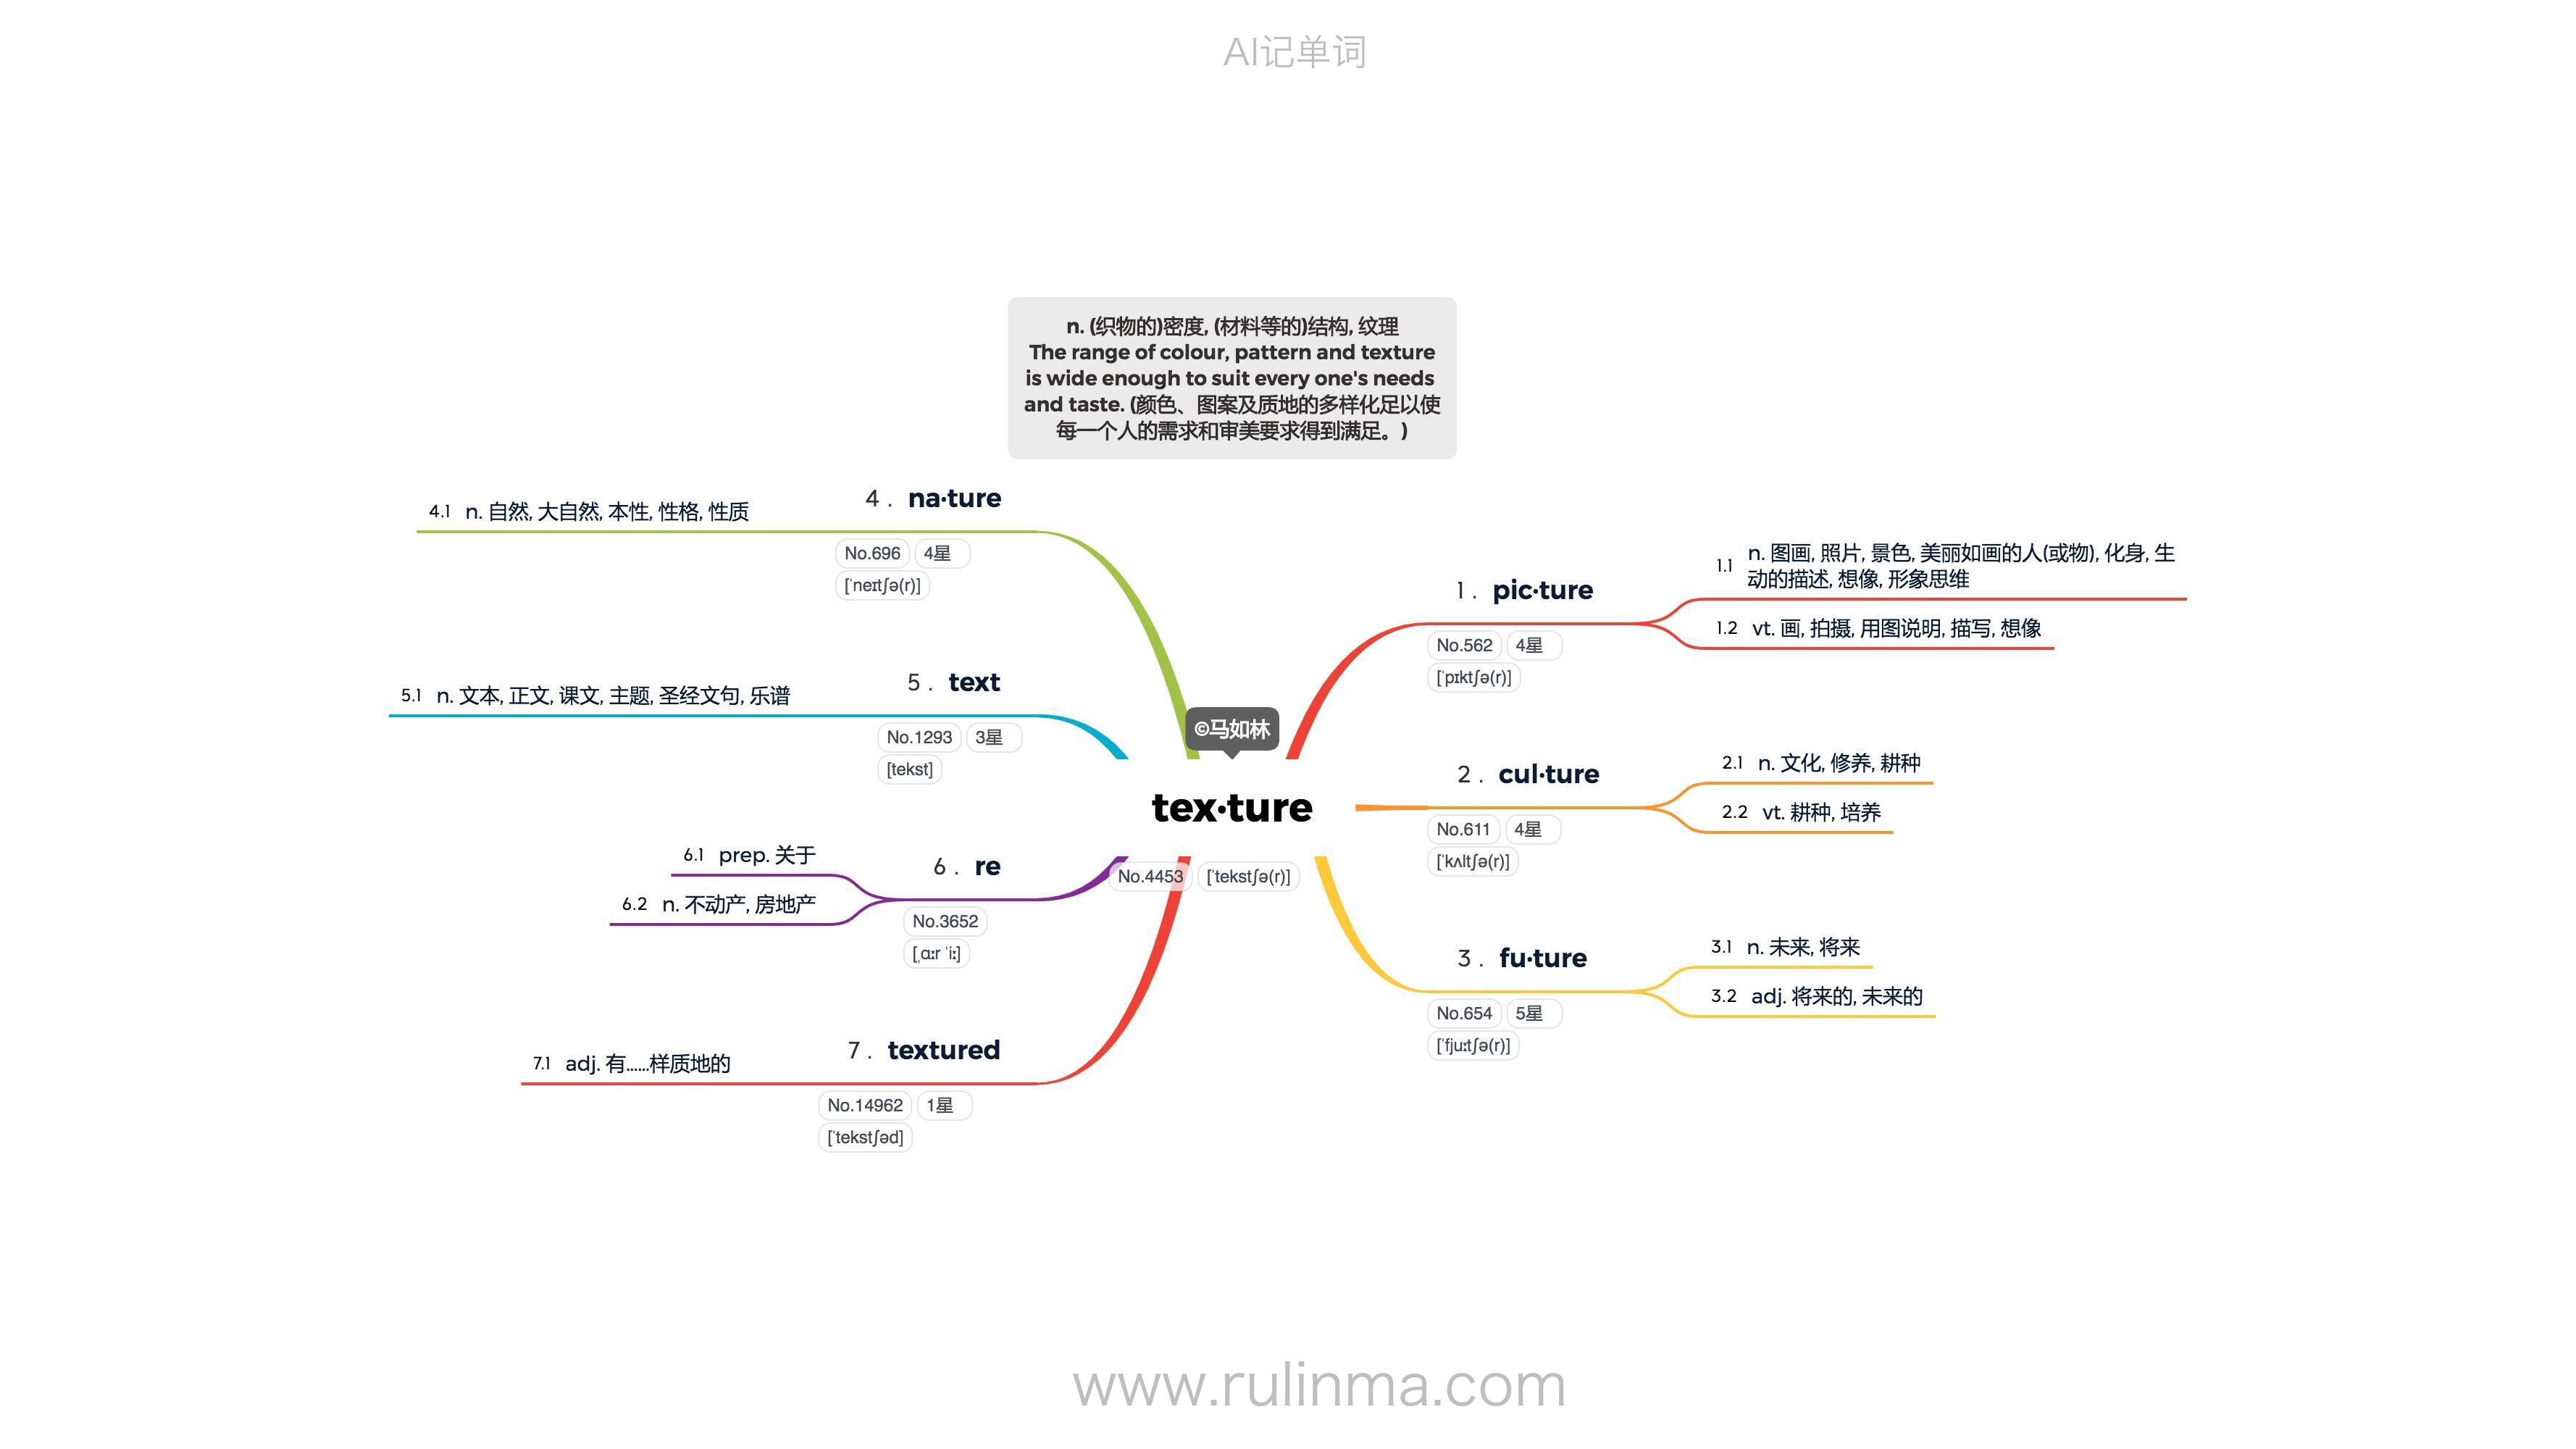 AI记单词
n. (织物的)密度, (材料等的)结构, 纹理
The range of colour, pattern and texture
is wide enough to suit every one's needs
and taste. (颜色、图案及质地的多样化足以使
每一个人的需求和审美要求得到满足。)
©马如林
tex·ture
No.4453 [ˈtekstʃə(r)]
1. pic·ture
No.562 4星
[ˈpɪktʃə(r)]
1.1 n. 图画, 照片, 景色, 美丽如画的人(或物), 化身, 生
动的描述, 想像, 形象思维
1.2 vt. 画, 拍摄, 用图说明, 描写, 想像
2. cul·ture
No.611 4星
[ˈkʌltʃə(r)]
2.1 n. 文化, 修养, 耕种
2.2 vt. 耕种, 培养
3. fu·ture
No.654 5星
[ˈfjuːtʃə(r)]
3.1 n. 未来, 将来
3.2 adj. 将来的, 未来的
4. na·ture
No.696 4星
[ˈneɪtʃə(r)]
4.1 n. 自然, 大自然, 本性, 性格, 性质
5. text
No.1293 3星
[tekst]
5.1 n. 文本, 正文, 课文, 主题, 圣经文句, 乐谱
6. re
No.3652
[ˌɑːr ˈiː]
6.1 prep. 关于
6.2 n. 不动产, 房地产
7. textured
No.14962 1星
[ˈtekstʃəd]
7.1 adj. 有……样质地的
www.rulinma.com